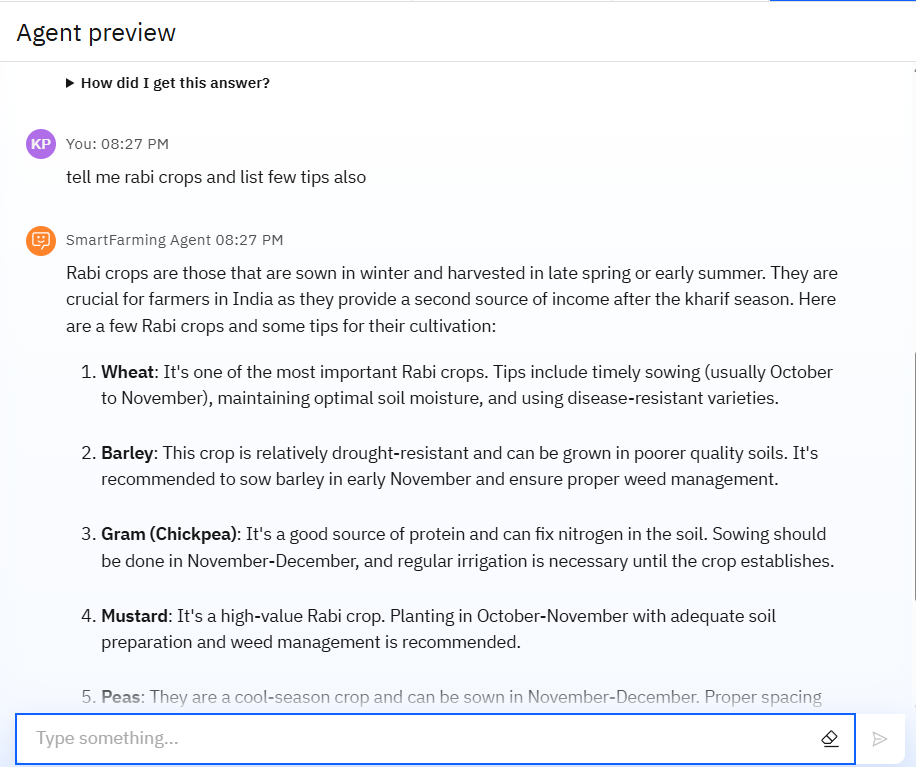 Agent preview
How did I get this answer?
KP
You: 08:27 PM
tell me rabi crops and list few tips also
SmartFarming Agent 08:27 PM
Rabi crops are those that are sown in winter and harvested in late spring or early summer. They are
crucial for farmers in India as they provide a second source of income after the kharif season. Here
are a few Rabi crops and some tips for their cultivation:
1. Wheat: It's one of the most important Rabi crops. Tips include timely sowing (usually October
to November), maintaining optimal soil moisture, and using disease-resistant varieties.
2. Barley: This crop is relatively drought-resistant and can be grown in poorer quality soils. It's
recommended to sow barley in early November and ensure proper weed management.
3. Gram (Chickpea): It's a good source of protein and can fix nitrogen in the soil. Sowing should
be done in November-December, and regular irrigation is necessary until the crop establishes.
4. Mustard: It's a high-value Rabi crop. Planting in October-November with adequate soil
preparation and weed management is recommended.
5. Peas: They are a cool-season crop and can be sown in November-December. Proper spacing
Type something...